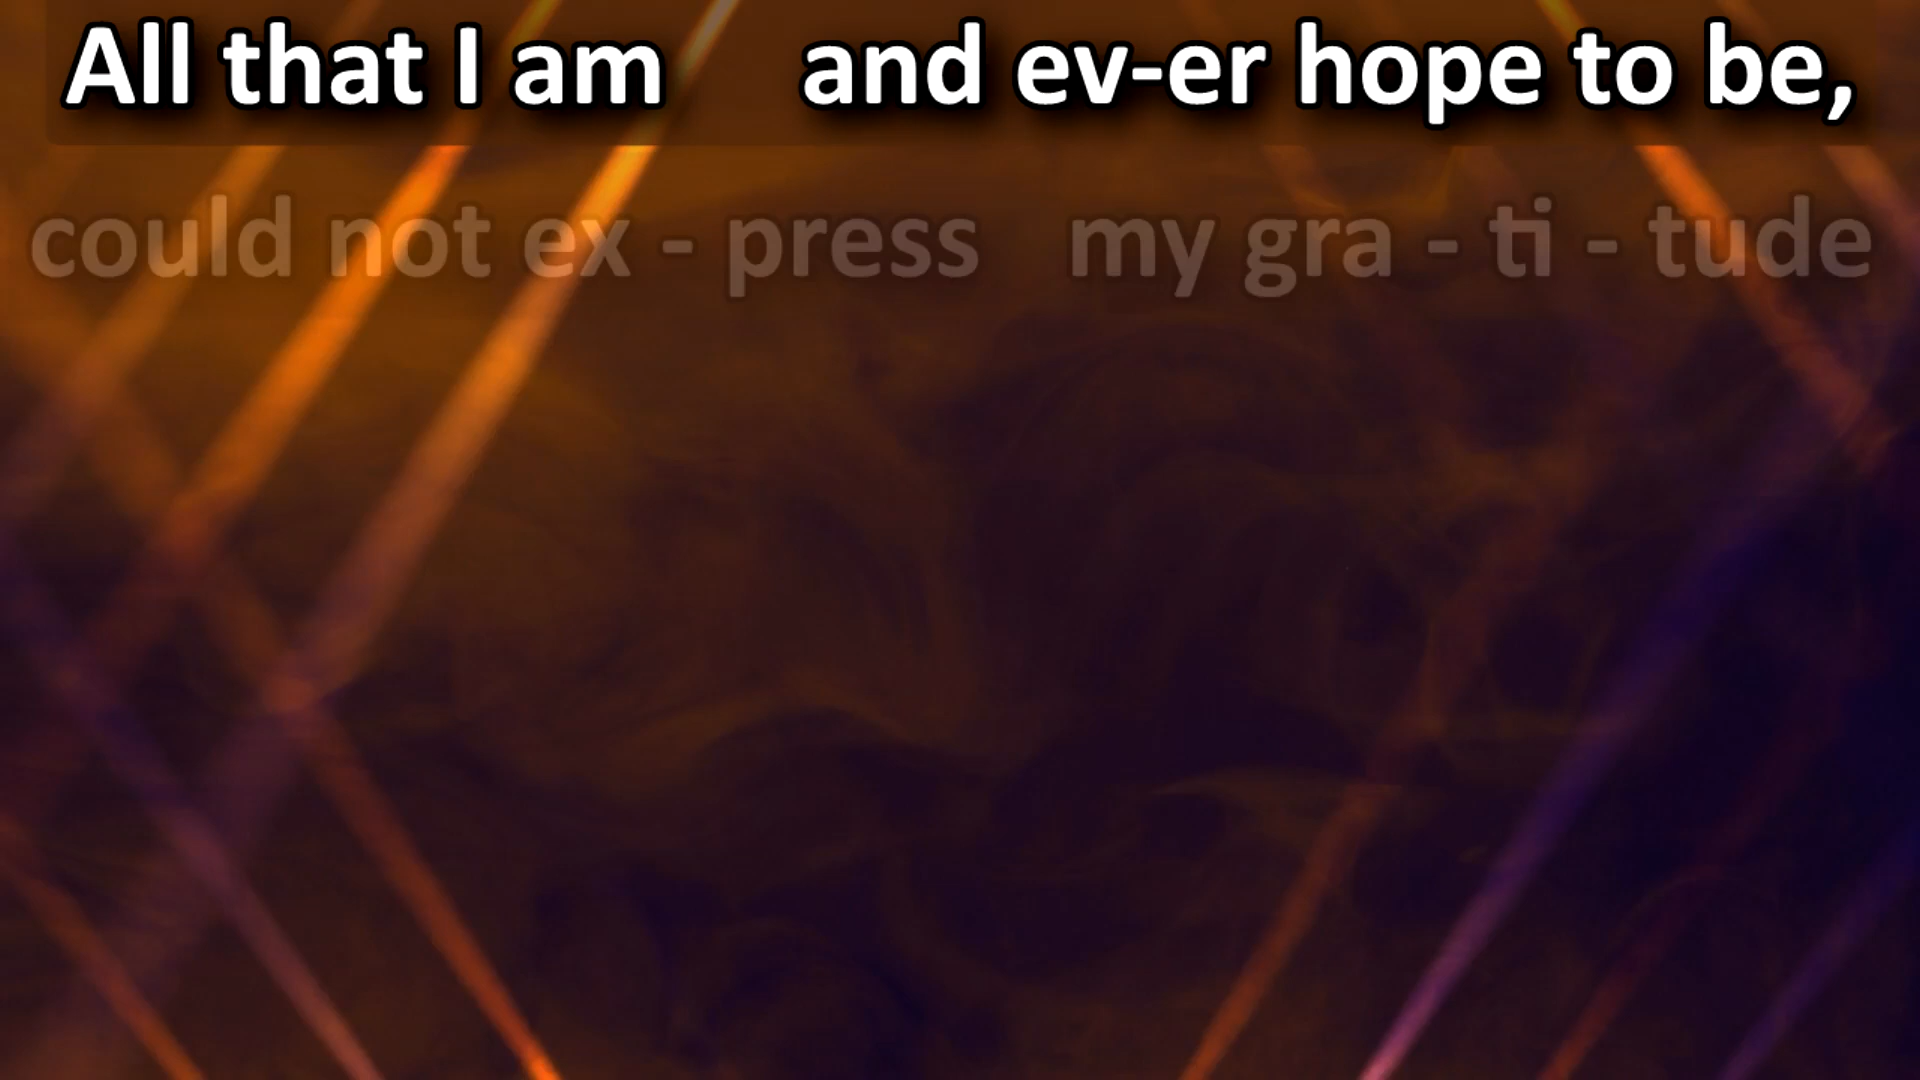 All that I am and ev-er hope to be,
could not ex - press my gra - ti - tude